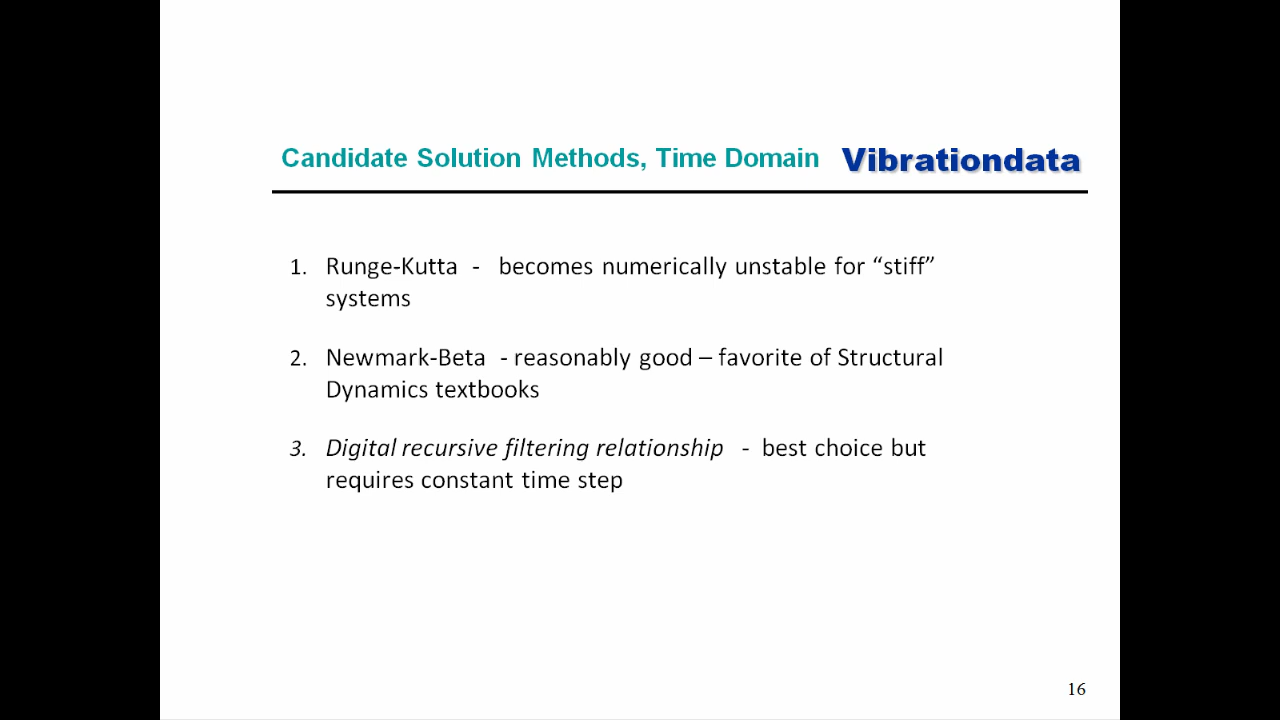 Candidate Solution Methods, Time Domain Vibrationdata
1. Runge-Kutta - becomes numerically unstable for “stiff”
systems
2. Newmark-Beta - reasonably good – favorite of Structural
Dynamics textbooks
3. Digital recursive filtering relationship - best choice but
requires constant time step
16